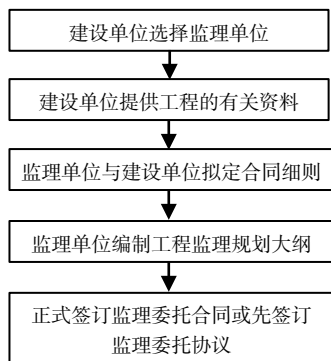 建设单位选择监理单位
建设单位提供工程的有关资料
监理单位与建设单位拟定合同细则
监理单位编制工程监理规划大纲
正式签订监理委托合同或先签订
监理委托协议